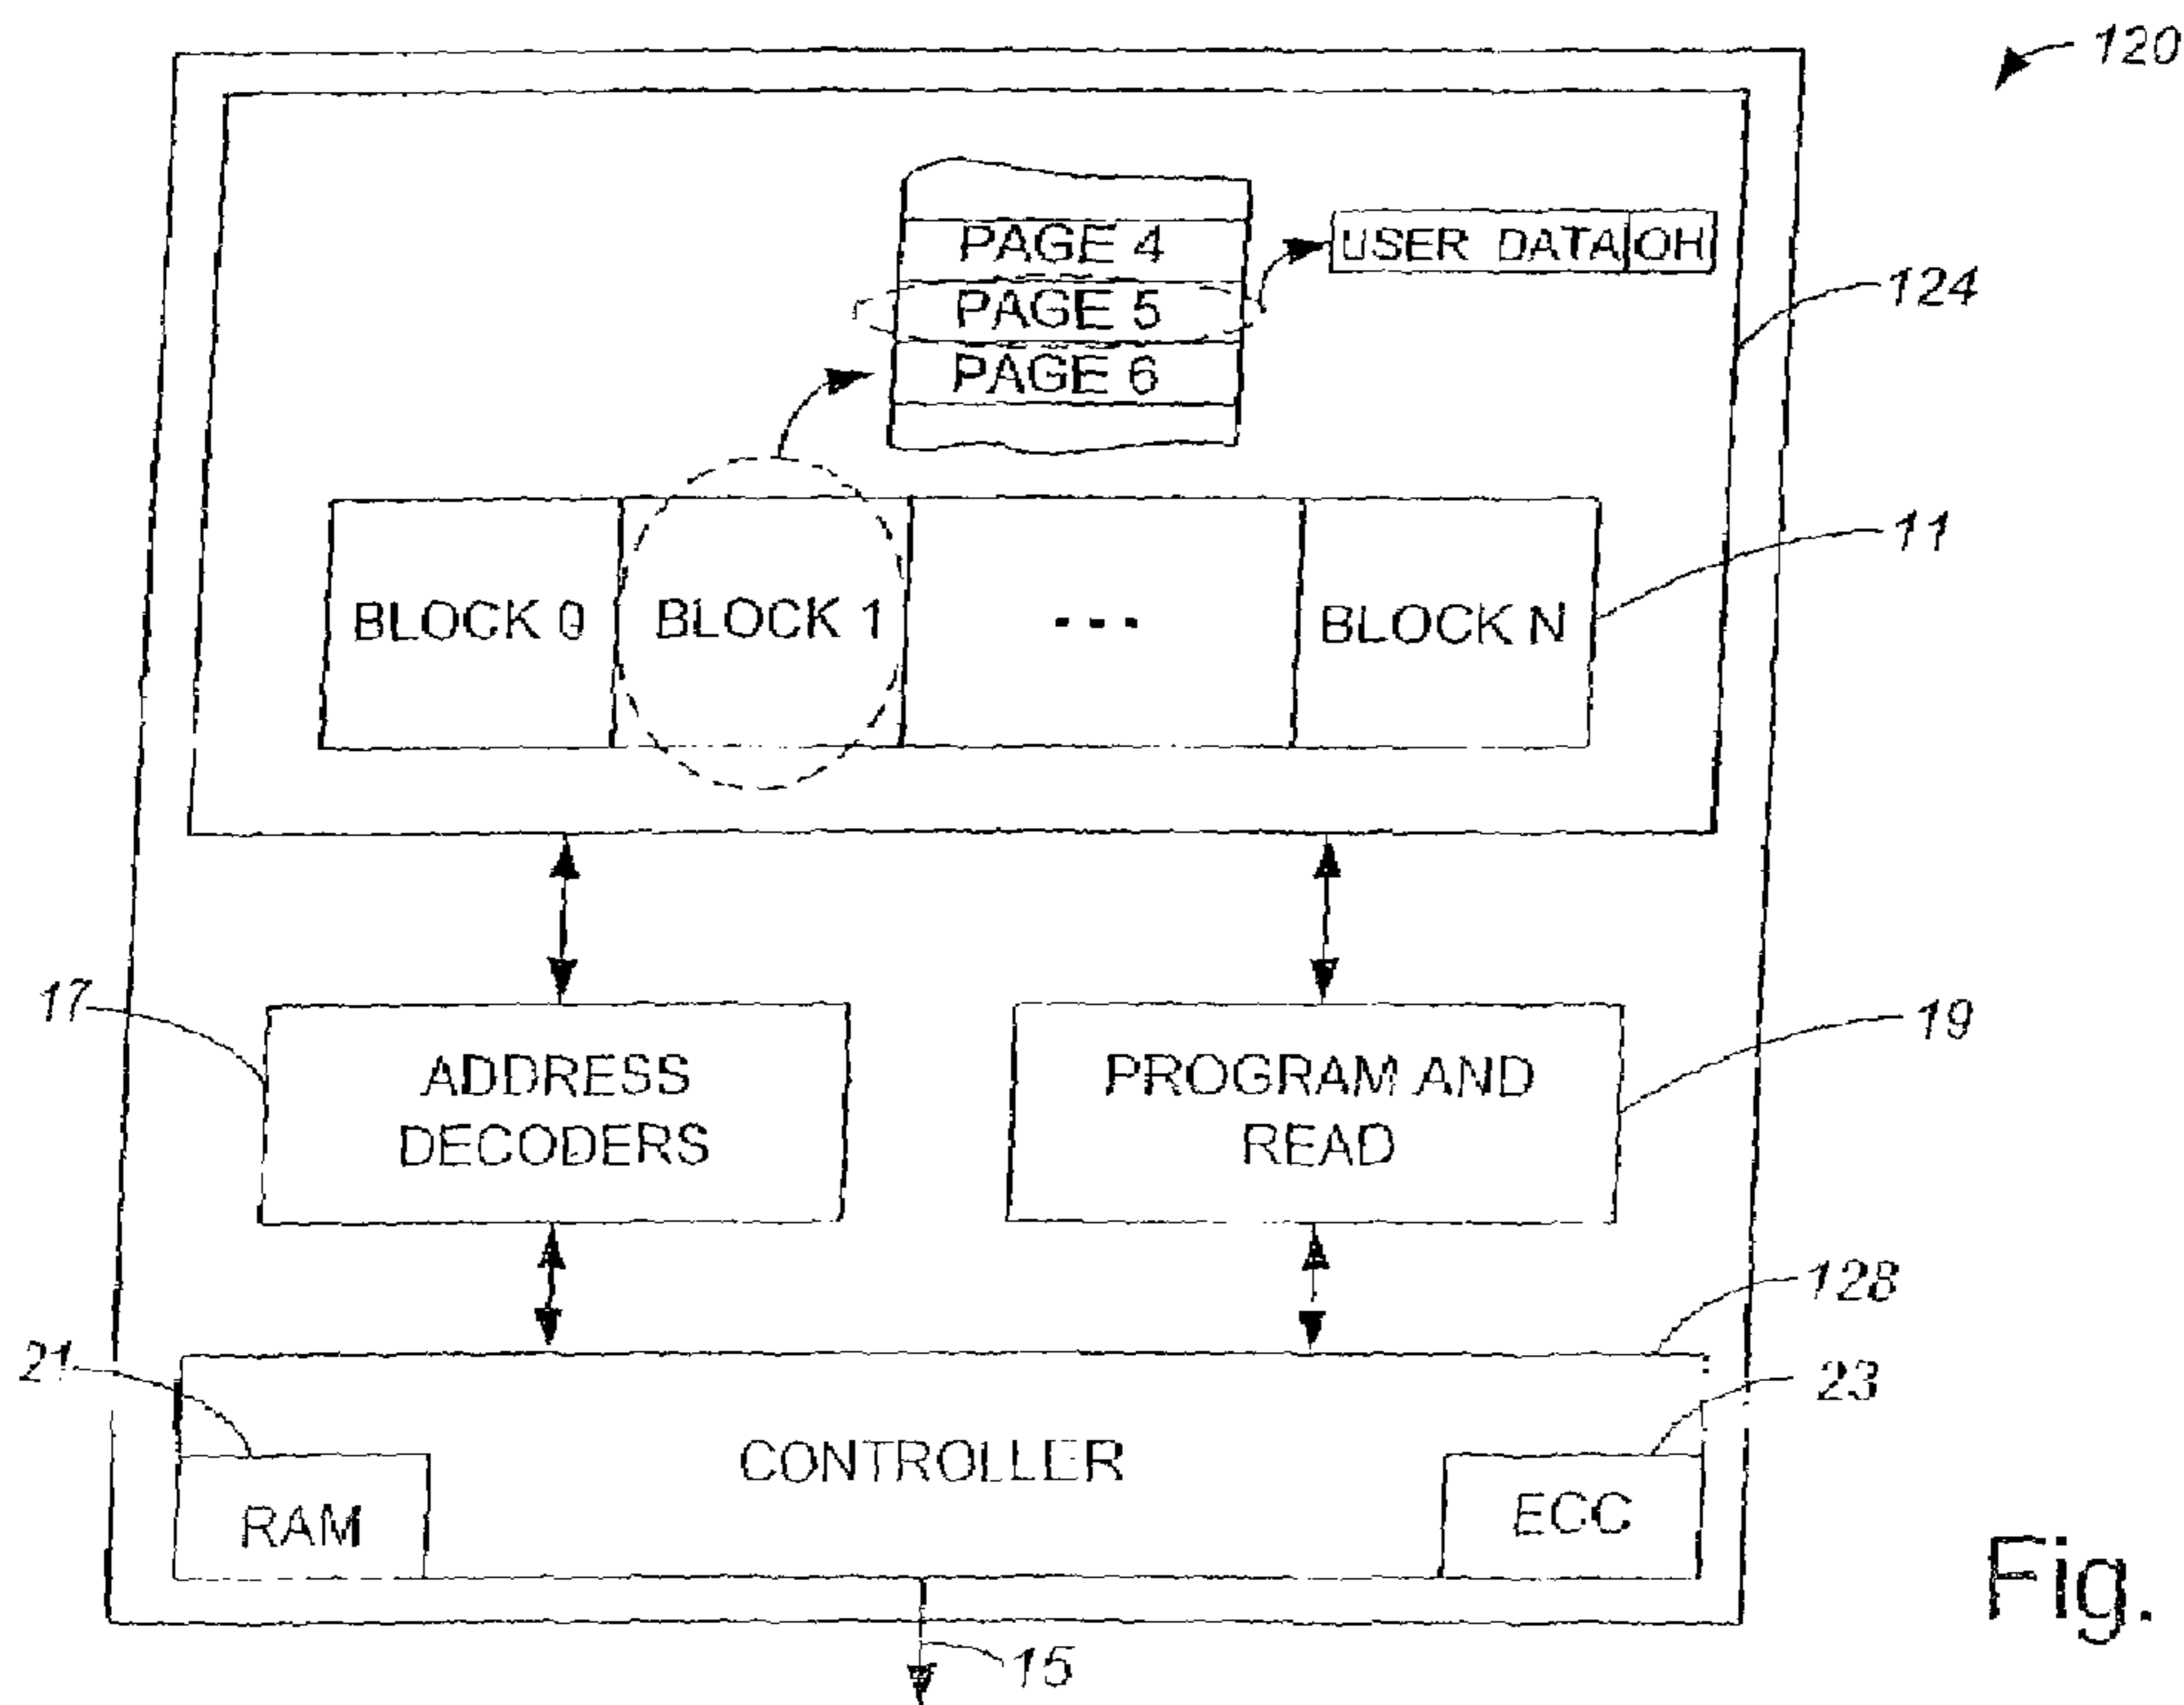 120
PAGE 4
USER DATA OH
PAGE 5
124
PAGE 6
11
BLOCK 0 BLOCK 1 ... BLOCK N
17
19
ADDRESS
DECODERS
PROGRAM AND
READ
128
21
23
CONTROLLER
RAM
ECC
Fig.
15